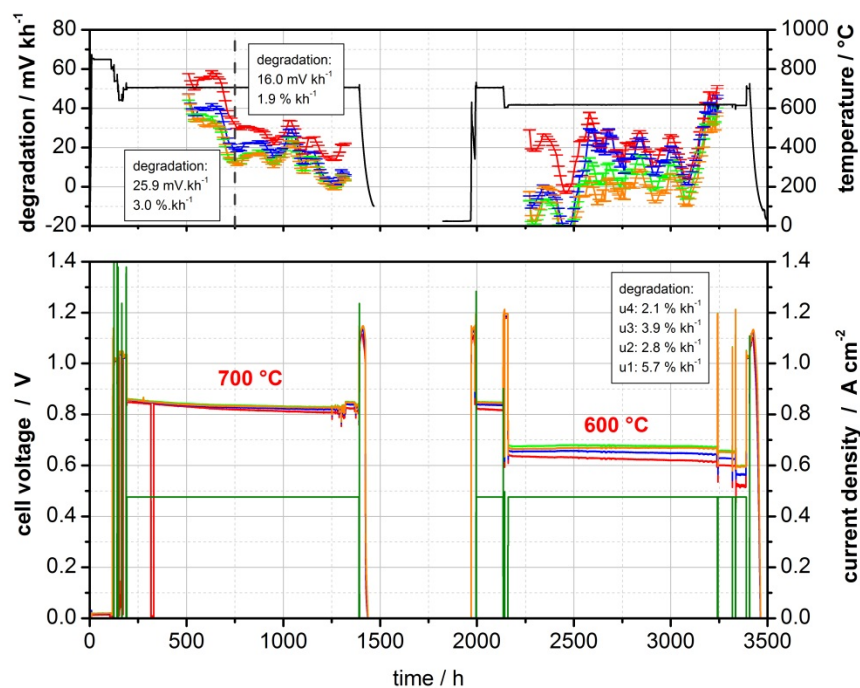 degradation / mV kh⁻¹
80
60
40
20
0
-20
degradation:
16.0 mV kh⁻¹
1.9 % kh⁻¹
degradation:
25.9 mV.kh⁻¹
3.0 %.kh⁻¹
1000
800
600
400
200
0
temperature / °C
cell voltage / V
1.4
1.2
1.0
0.8
0.6
0.4
0.2
0.0
700 °C
degradation:
u4: 2.1 % kh⁻¹
u3: 3.9 % kh⁻¹
u2: 2.8 % kh⁻¹
u1: 5.7 % kh⁻¹
600 °C
1.4
1.2
1.0
0.8
0.6
0.4
0.2
0.0
current density / A cm⁻²
0 500 1000 1500 2000 2500 3000 3500
time / h